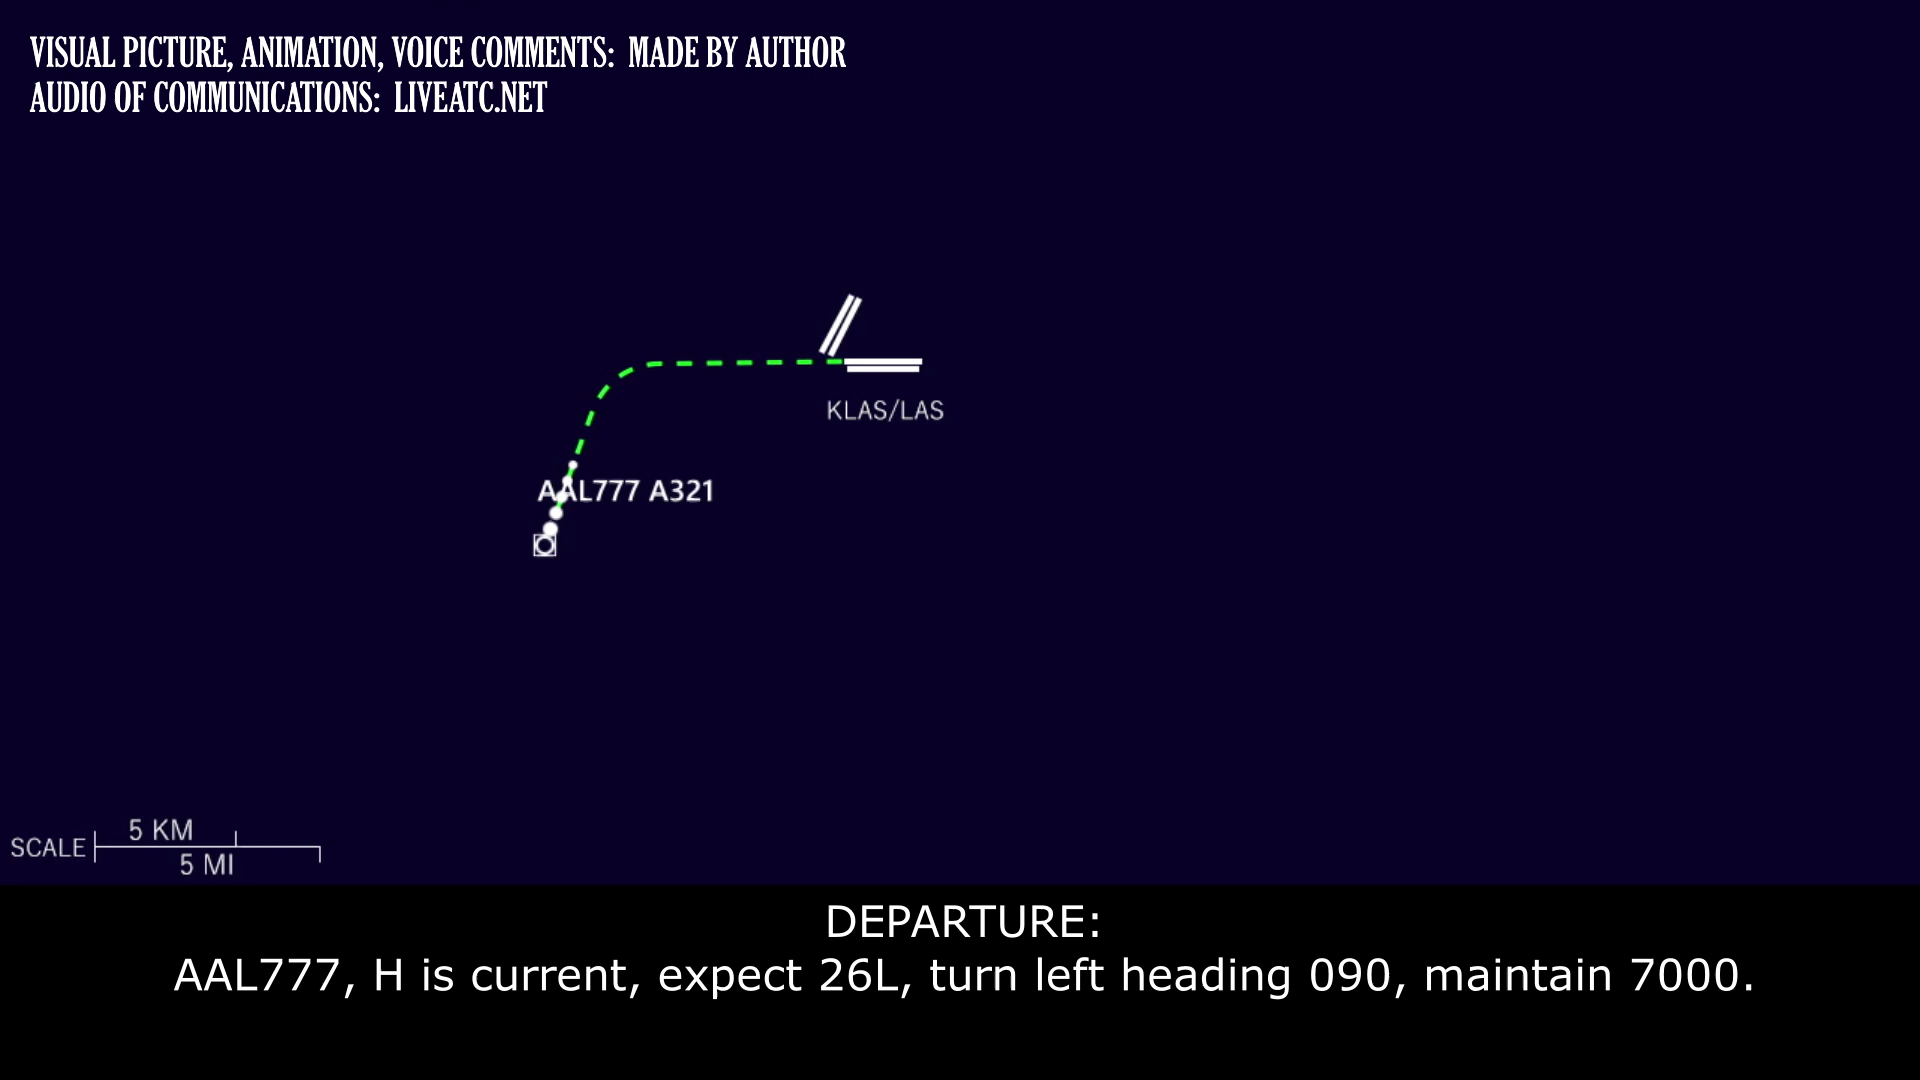 VISUAL PICTURE, ANIMATION, VOICE COMMENTS: MADE BY AUTHOR
AUDIO OF COMMUNICATIONS: LIVEATC.NET
KLAS/LAS
AAL777 A321
5 KM
SCALE
5 MI
DEPARTURE:
AAL777, H is current, expect 26L, turn left heading 090, maintain 7000.